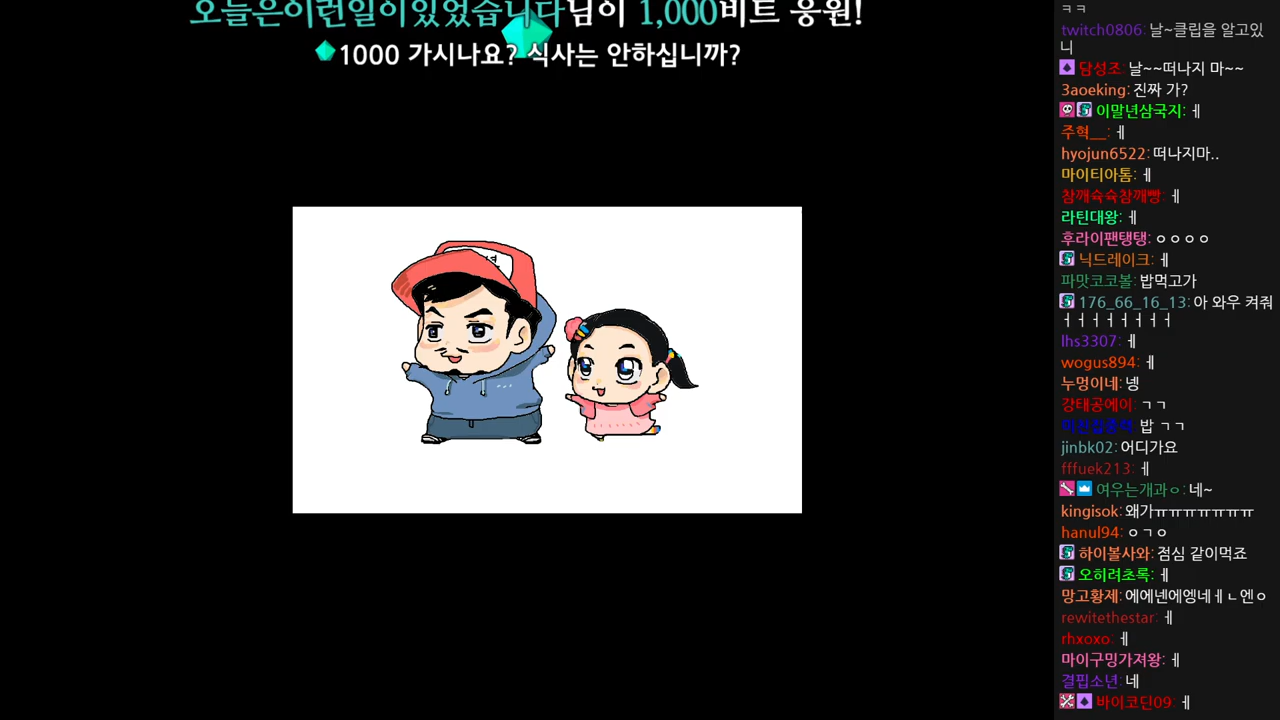 오늘은이런일이있었습니다님이 1,000비트 응원!
1000 가시나요? 식사는 안하십니까?
ㅋㅋ
twitch0806: 날~클립을 알고있
니
담성조: 날~~떠나지 마~~
3aoeking: 진짜 가?
이말년삼국지: ㅔ
주혁__: ㅔ
hyojun6522: 떠나지마..
마이티아톰: ㅔ
참깨슉슉참깨빵: ㅔ
라틴대왕: ㅔ
후라이팬탱탱: ㅇㅇㅇㅇ
닉드레이크: ㅔ
파맛코코볼: 밥먹고가
176_66_16_13: 아 와우 켜줘
ㅓㅓㅓㅓㅓㅓㅓㅓ
lhs3307: ㅔ
wogus894: ㅔ
누멍이네: 넹
강태공에이: ㄱㄱ
밥 ㄱㄱ
jinbk02: 어디가요
fffuek213: ㅔ
여우는개과ㅇ: 네~
kingisok: 왜가ㅠㅠㅠㅠㅠㅠㅠ
hanul94: ㅇㄱㅇ
하이볼사와: 점심 같이먹죠
오히려초록: ㅔ
망고황제: 에에넨에엥네ㅔㄴ엔ㅇ
rewitethestar: ㅔ
rhxoxo: ㅔ
마이구밍가져왕: ㅔ
결핍소년: 네
바이코딘09: ㅔ